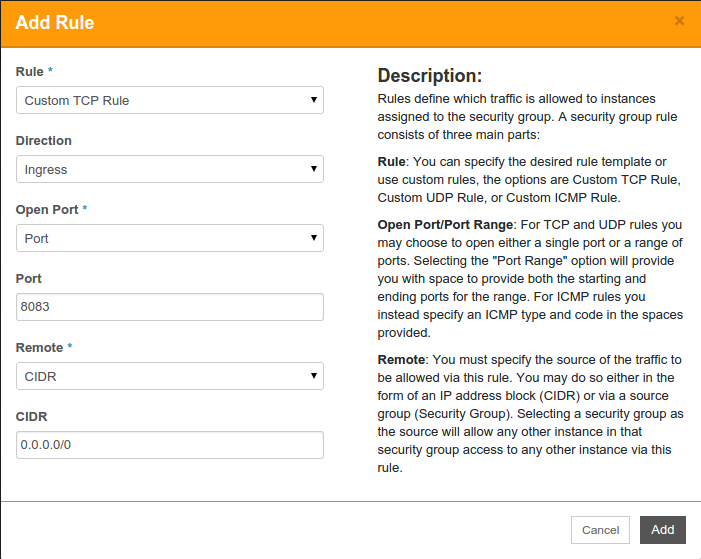 Add Rule
×
Rule *
Custom TCP Rule
Direction
Ingress
Open Port *
Port
Port
8083
Remote *
CIDR
CIDR
0.0.0.0/0
Description:
Rules define which traffic is allowed to instances
assigned to the security group. A security group rule
consists of three main parts:
Rule: You can specify the desired rule template or
use custom rules, the options are Custom TCP Rule,
Custom UDP Rule, or Custom ICMP Rule.
Open Port/Port Range: For TCP and UDP rules you
may choose to open either a single port or a range of
ports. Selecting the "Port Range" option will provide
you with space to provide both the starting and
ending ports for the range. For ICMP rules you
instead specify an ICMP type and code in the spaces
provided.
Remote: You must specify the source of the traffic to
be allowed via this rule. You may do so either in the
form of an IP address block (CIDR) or via a source
group (Security Group). Selecting a security group as
the source will allow any other instance in that
security group access to any other instance via this
rule.
Cancel
Add